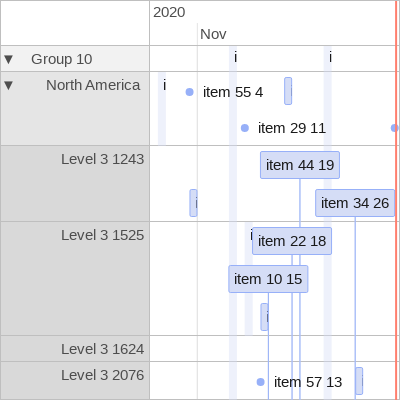 2020
Nov
▼ Group 10 i i
▼ North America i item 55 4
item 29 11
Level 3 1243 item 44 19
item 34 26
Level 3 1525 i item 22 18
item 10 15
i
Level 3 1624
Level 3 2076 item 57 13